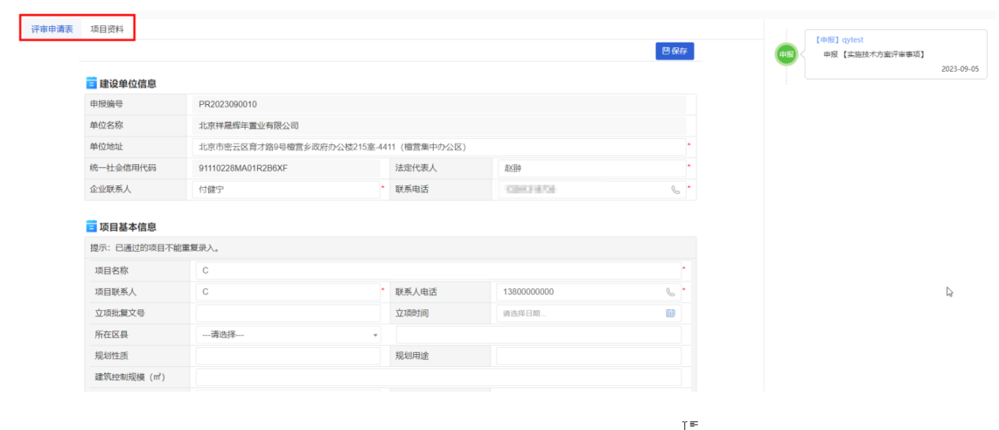 评审申请表 项目资料
保存
建设单位信息
申报编号 PR2023090010
单位名称 北京祥晟辉年置业有限公司
单位地址 北京市密云区育才路9号檀营乡政府办公楼215室-4411（檀营集中办公区） *
统一社会信用代码 91110228MA01R2B6XF 法定代表人 赵翀 *
企业联系人 付健宁 * 联系电话 *
项目基本信息
提示：已通过的项目不能重复录入。
项目名称 C *
项目联系人 C * 联系人电话 13800000000 *
立项批复文号 立项时间 请选择日期...
所在区县 ---请选择---
规划性质 规划用途
建筑控制规模（㎡）
申报
【申报】qytest
申报 【实施技术方案评审事项】
2023-09-05